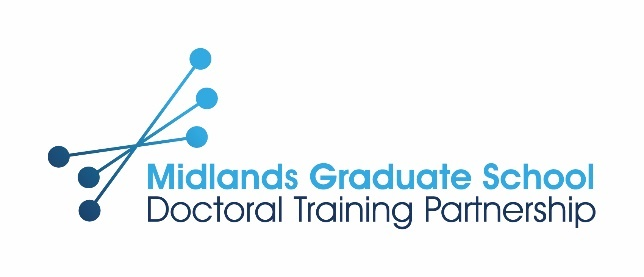 Midlands Graduate School
Doctoral Training Partnership